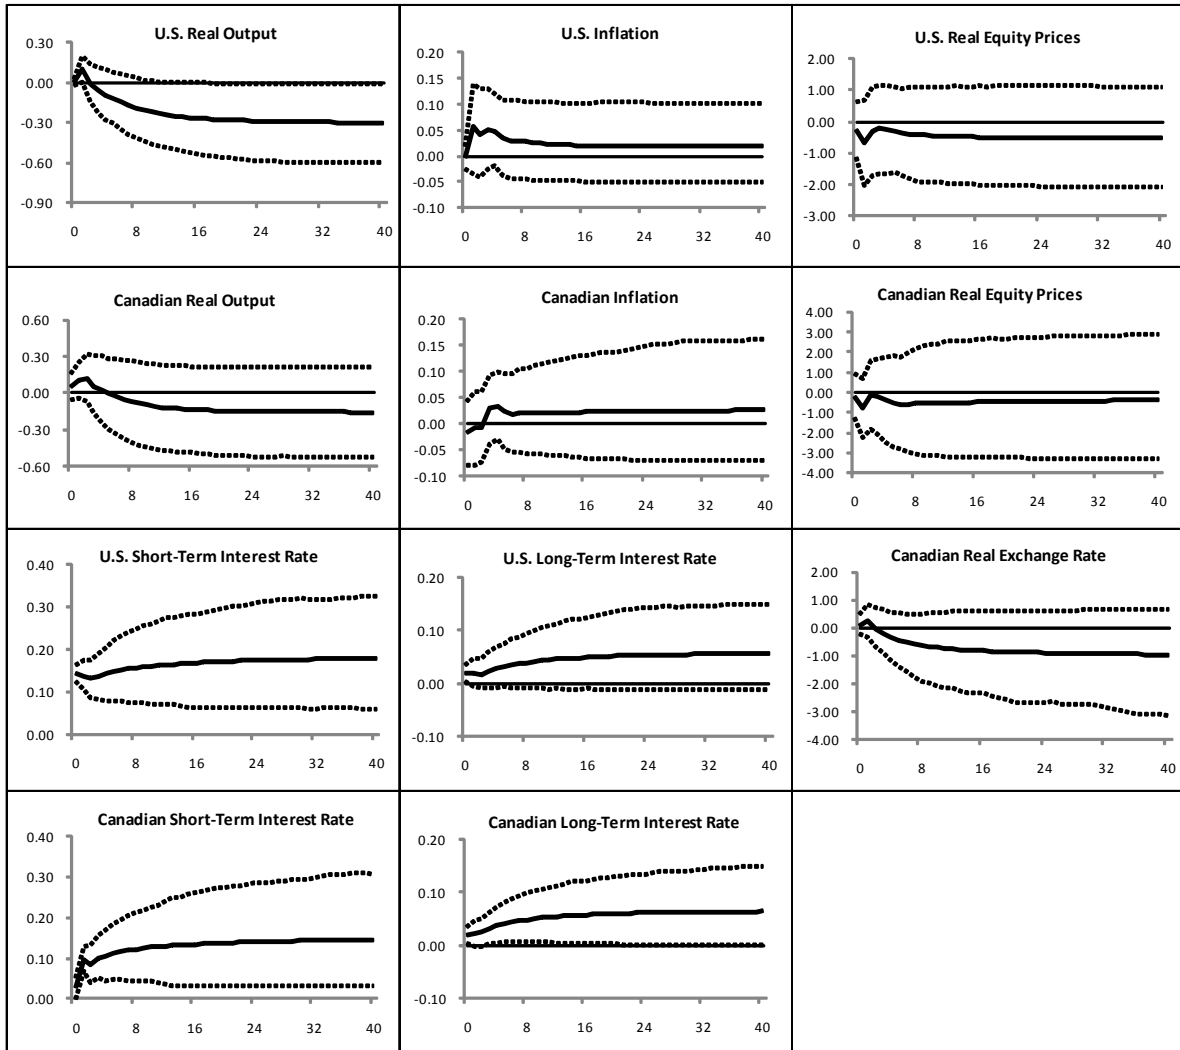 U.S. Real Output
0.30
0.00
-0.30
-0.60
-0.90
0 8 16 24 32 40
U.S. Inflation
0.20
0.15
0.10
0.05
0.00
-0.05
-0.10
0 8 16 24 32 40
U.S. Real Equity Prices
2.00
1.00
0.00
-1.00
-2.00
-3.00
0 8 16 24 32 40
Canadian Real Output
0.60
0.30
0.00
-0.30
-0.60
0 8 16 24 32 40
Canadian Inflation
0.20
0.15
0.10
0.05
0.00
-0.05
-0.10
0 8 16 24 32 40
Canadian Real Equity Prices
4.00
3.00
2.00
1.00
0.00
-1.00
-2.00
-3.00
-4.00
0 8 16 24 32 40
U.S. Short-Term Interest Rate
0.40
0.30
0.20
0.10
0.00
0 8 16 24 32 40
U.S. Long-Term Interest Rate
0.20
0.10
0.00
-0.10
0 8 16 24 32 40
Canadian Real Exchange Rate
2.00
1.00
0.00
-1.00
-2.00
-3.00
-4.00
0 8 16 24 32 40
Canadian Short-Term Interest Rate
0.40
0.30
0.20
0.10
0.00
0 8 16 24 32 40
Canadian Long-Term Interest Rate
0.20
0.10
0.00
-0.10
0 8 16 24 32 40